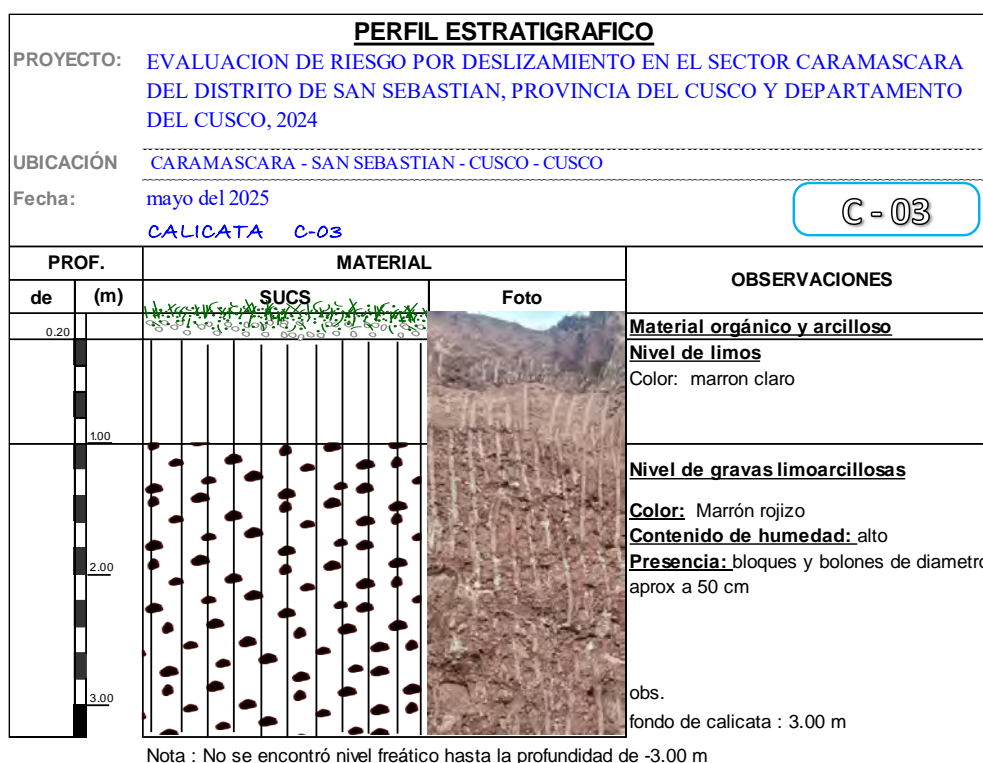 PERFIL ESTRATIGRAFICO
PROYECTO: EVALUACION DE RIESGO POR DESLIZAMIENTO EN EL SECTOR CARAMASCARA
DEL DISTRITO DE SAN SEBASTIAN, PROVINCIA DEL CUSCO Y DEPARTAMENTO
DEL CUSCO, 2024
UBICACIÓN CARAMASCARA - SAN SEBASTIAN - CUSCO - CUSCO
Fecha: mayo del 2025
C - 03
CALICATA C-03
PROF. MATERIAL OBSERVACIONES
de (m) SUCS Foto
0.20 Material orgánico y arcilloso
Nivel de limos
Color: marron claro
1.00
Nivel de gravas limoarcillosas
Color: Marrón rojizo
Contenido de humedad: alto
2.00 Presencia: bloques y bolones de diametro
aprox a 50 cm
3.00 obs.
fondo de calicata : 3.00 m
Nota : No se encontró nivel freático hasta la profundidad de -3.00 m